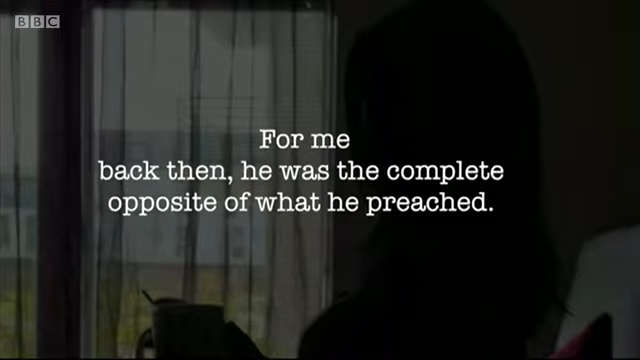 BBC
For me
back then, he was the complete
opposite of what he preached.